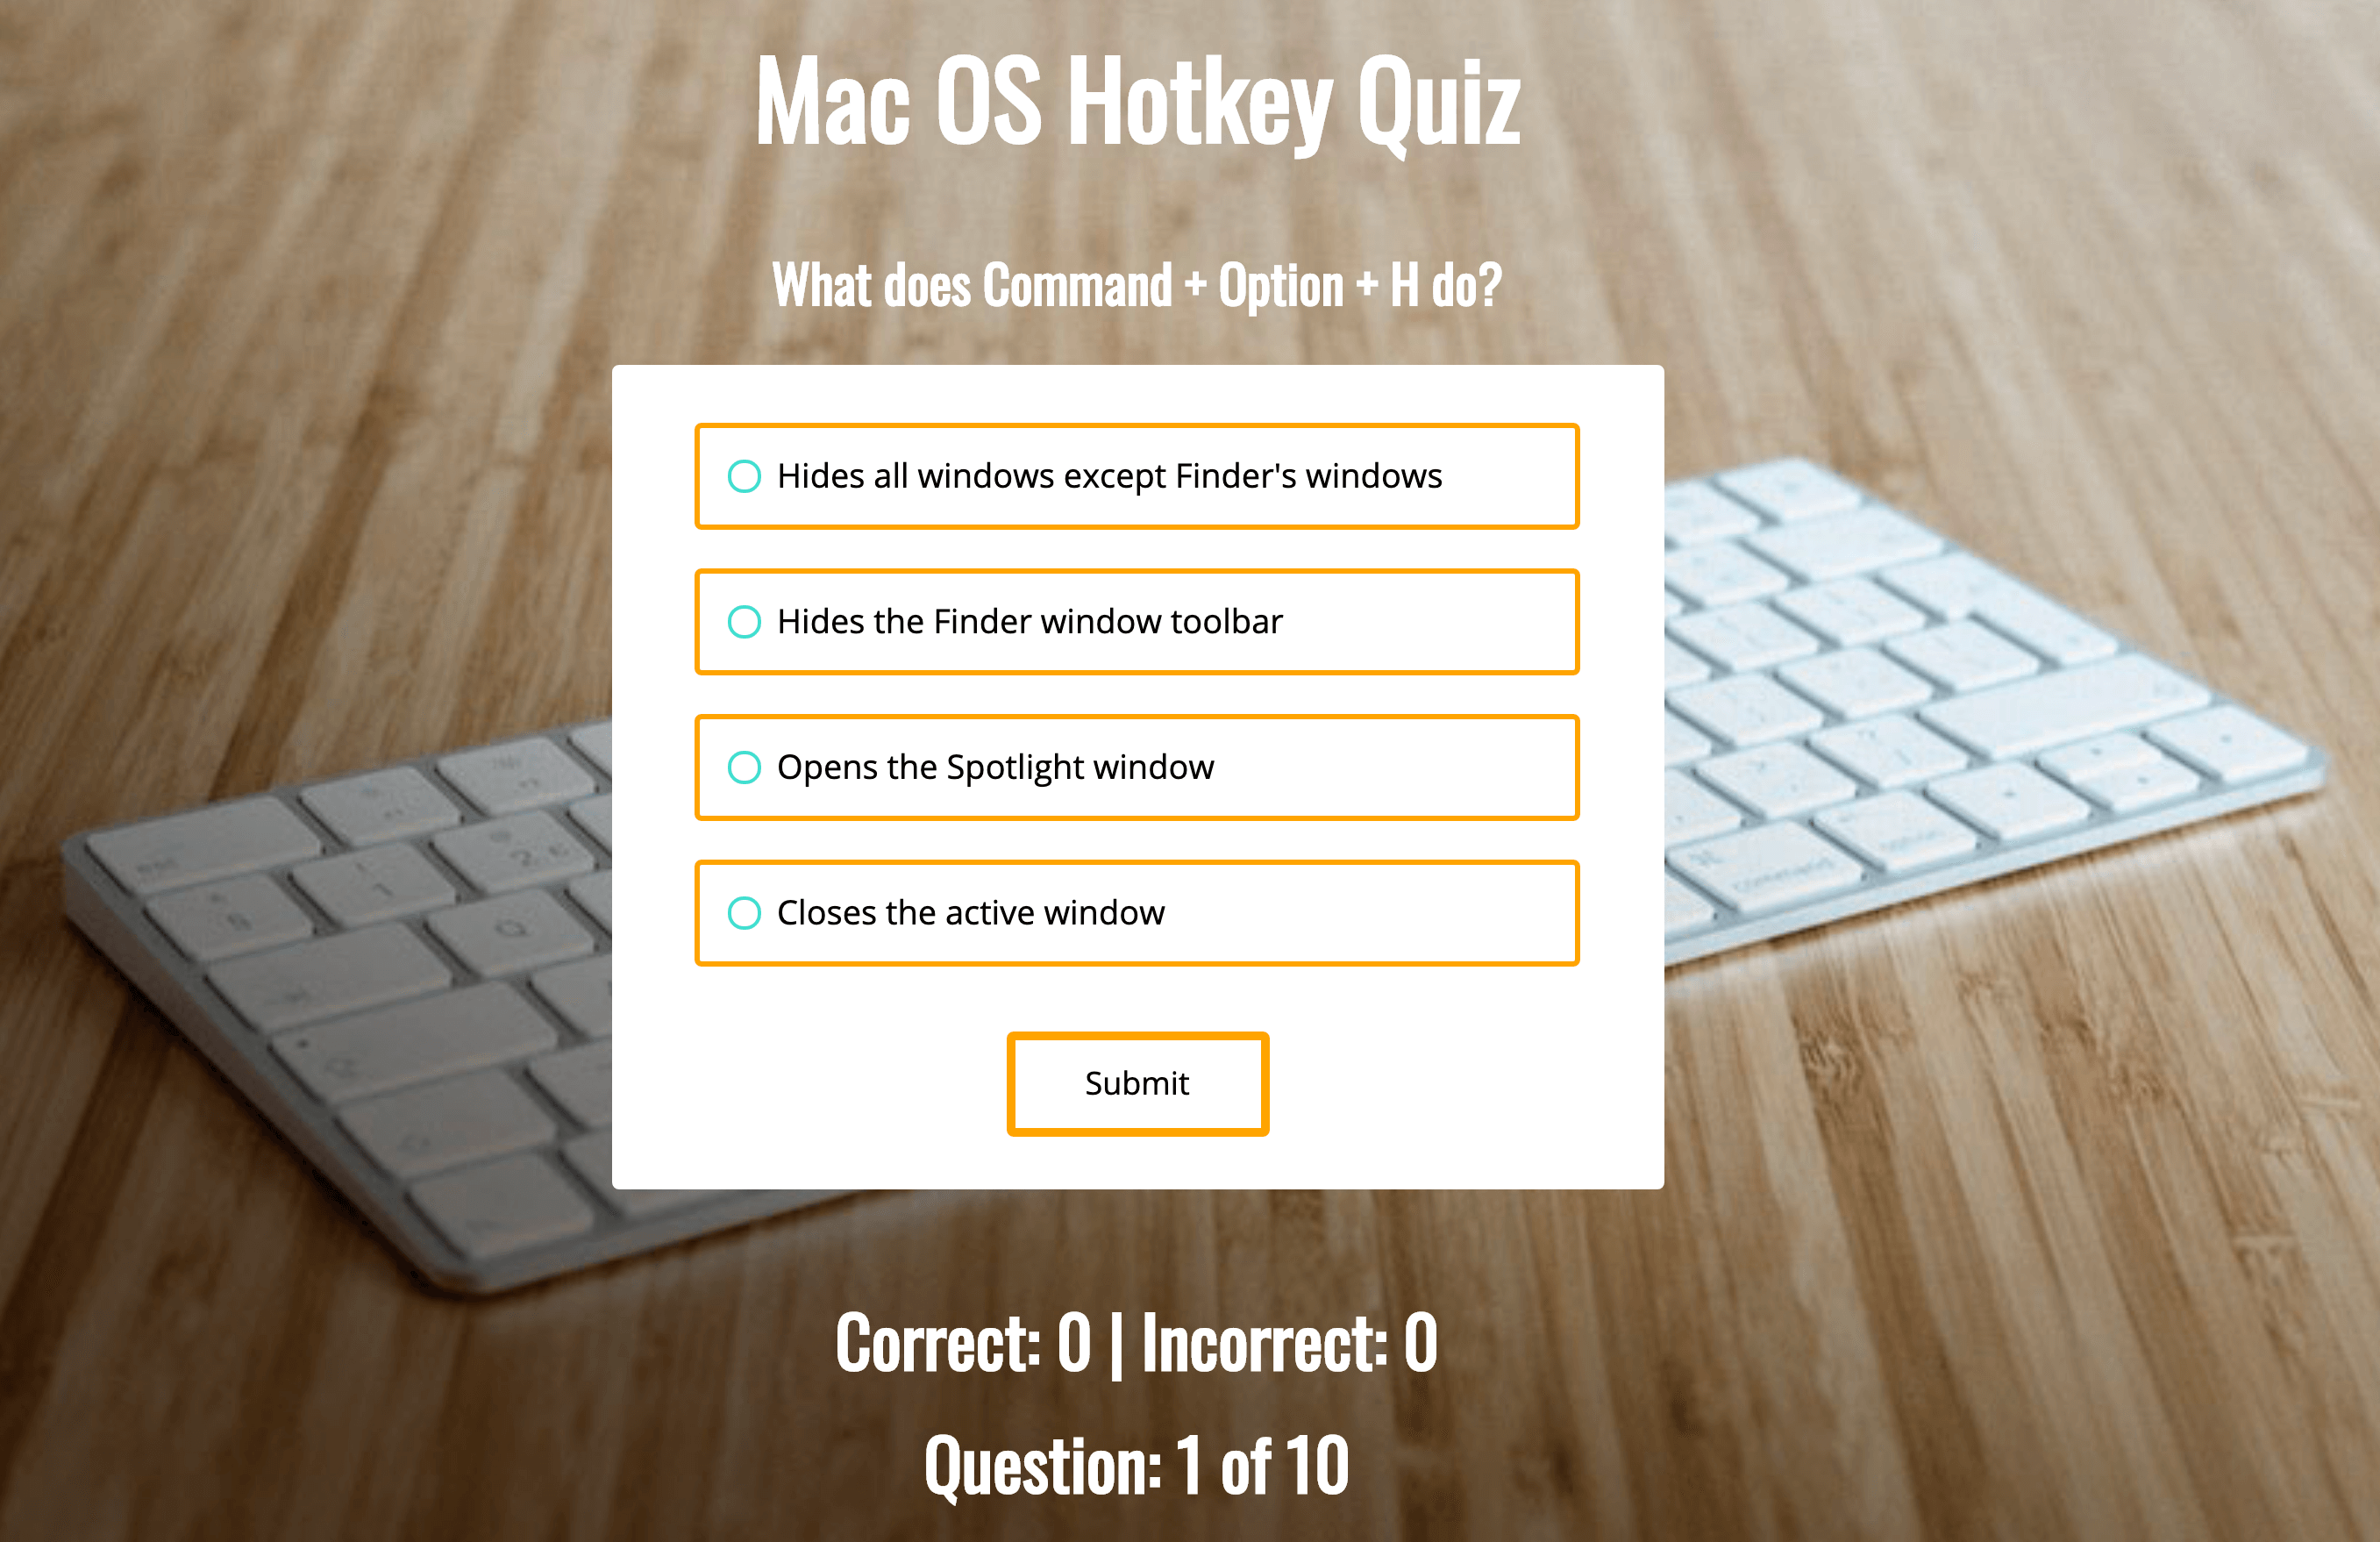 Mac OS Hotkey Quiz
What does Command + Option + H do?
Hides all windows except Finder's windows
Hides the Finder window toolbar
Opens the Spotlight window
Closes the active window
Submit
Correct: 0 | Incorrect: 0
Question: 1 of 10